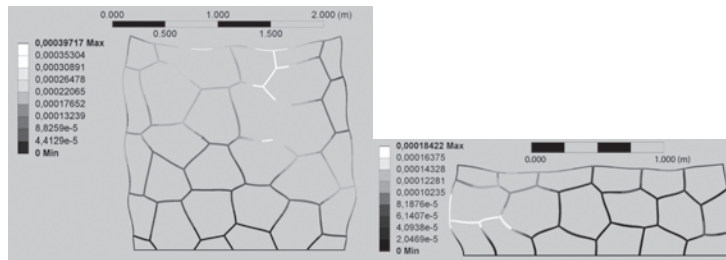 0.000 1.000 2.000 (m)
0.500 1.500
0,00039717 Max
0,00035304
0,00030891
0,00026478
0,00022065
0,00017652
0,00013239
8,8259e-5
4,4129e-5
0 Min
0,00018422 Max
0,00016375
0,00014328
0,00012281
0,00010235
8,1876e-5
6,1407e-5
4,0938e-5
2,0469e-5
0 Min
0.000 1.000 (m)